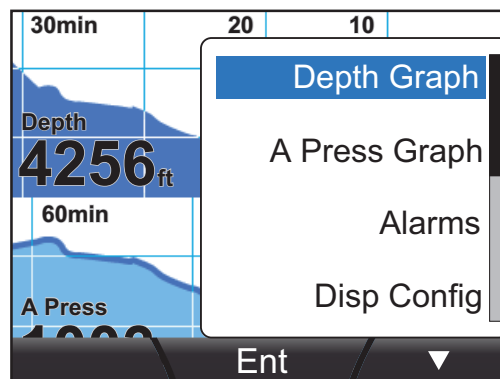 30min 20 10
Depth Graph
Depth
4256ft
A Press Graph
60min
Alarms
A Press
Disp Config
Ent ▼